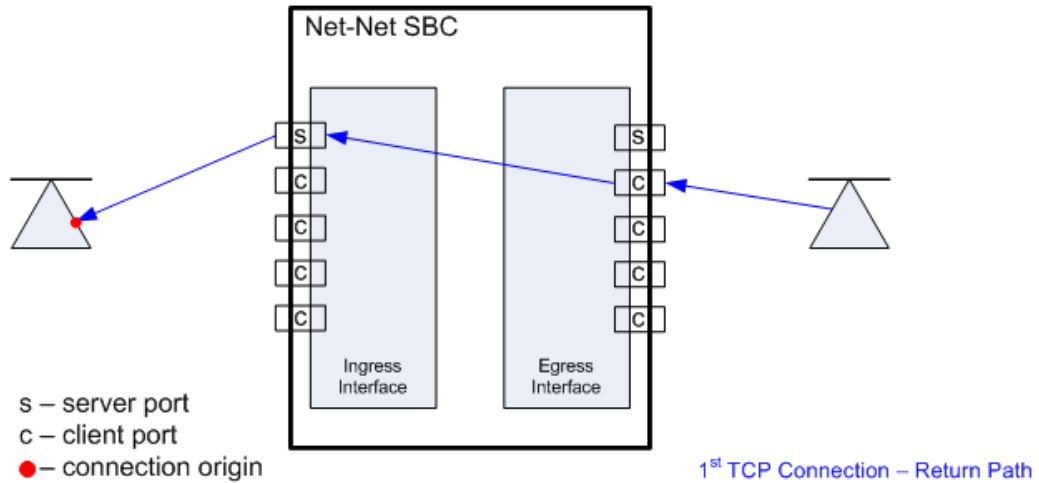 Net-Net SBC
s
c
c
c
c
s
c
c
c
c
Ingress
Interface
Egress
Interface
s – server port
c – client port
– connection origin
1st TCP Connection – Return Path